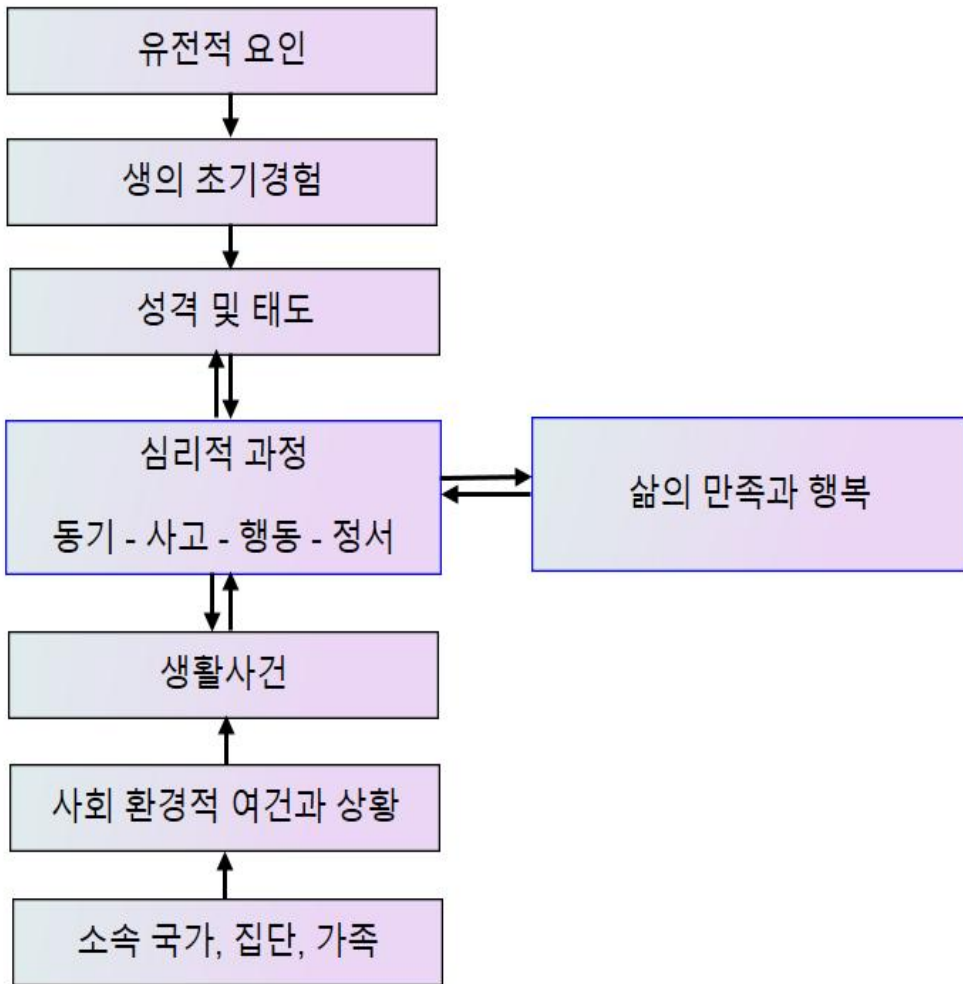 유전적 요인
생의 초기경험
성격 및 태도
심리적 과정
동기 - 사고 - 행동 - 정서
삶의 만족과 행복
생활사건
사회 환경적 여건과 상황
소속 국가, 집단, 가족